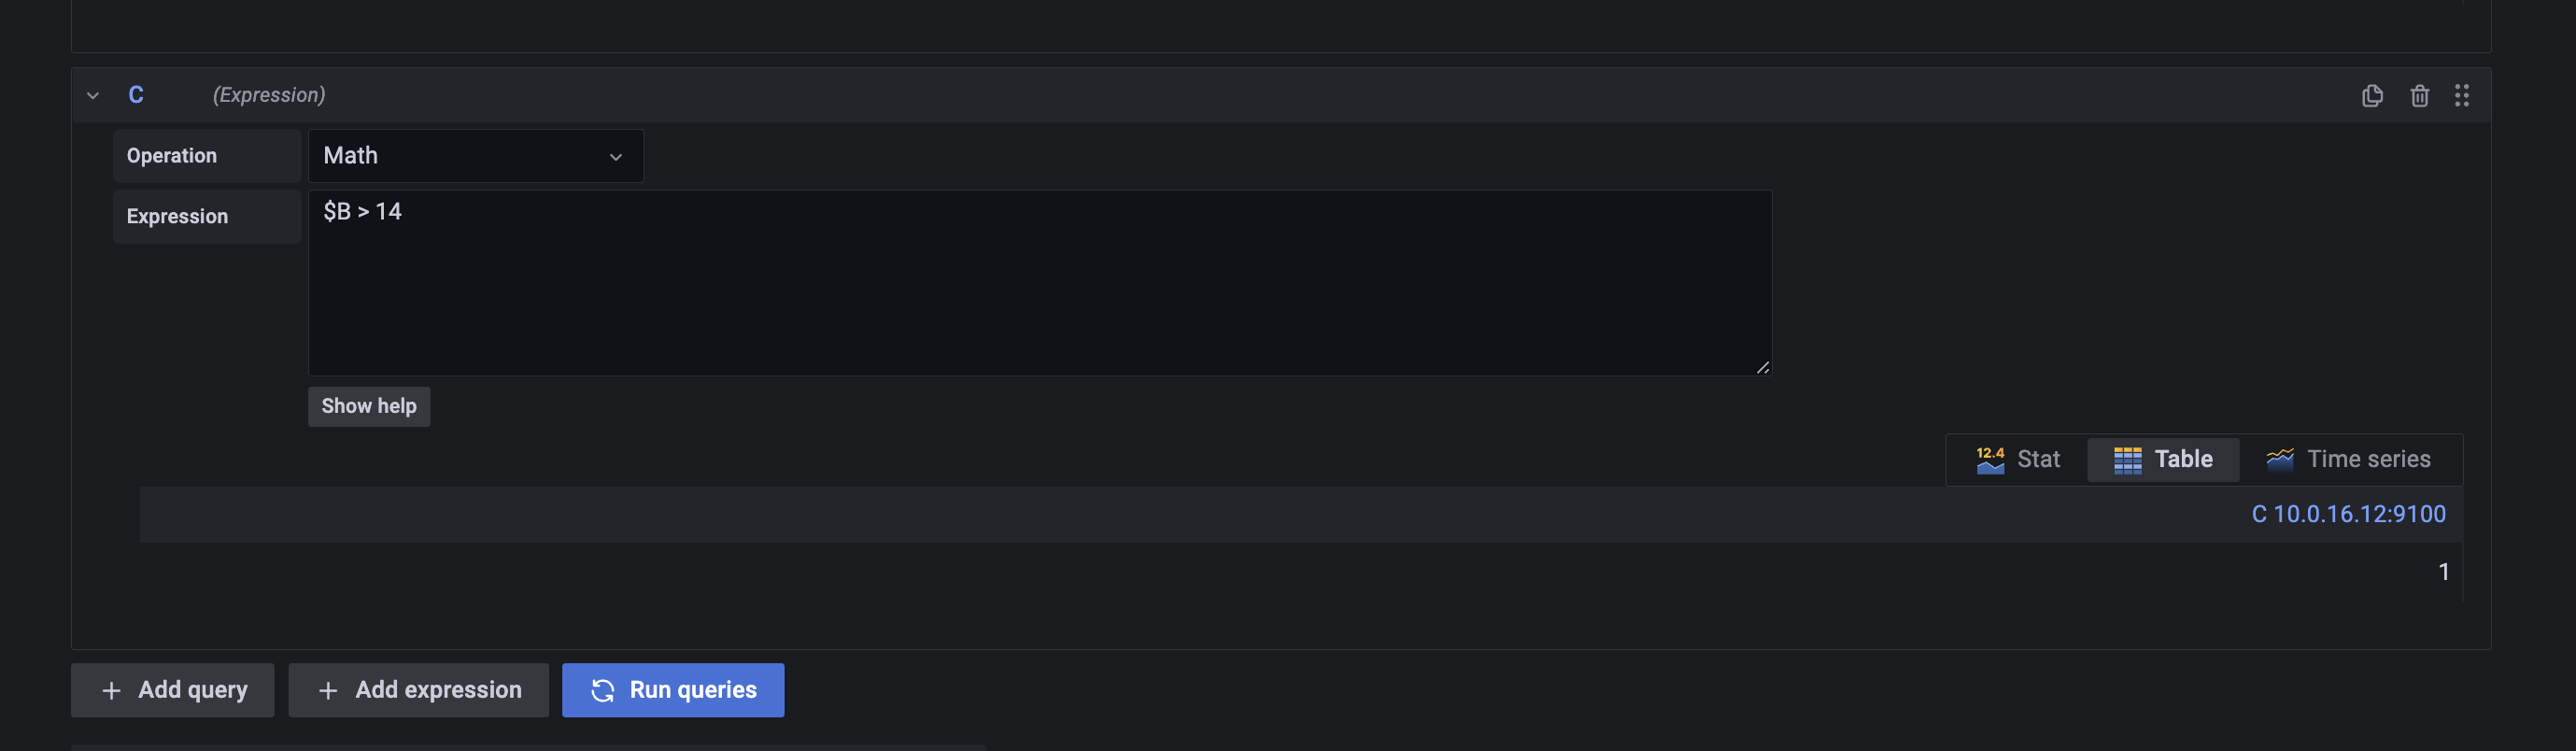 C (Expression)
Operation Math
Expression $B > 14
Show help
12.4 Stat Table Time series
C 10.0.16.12:9100
1
+ Add query + Add expression Run queries